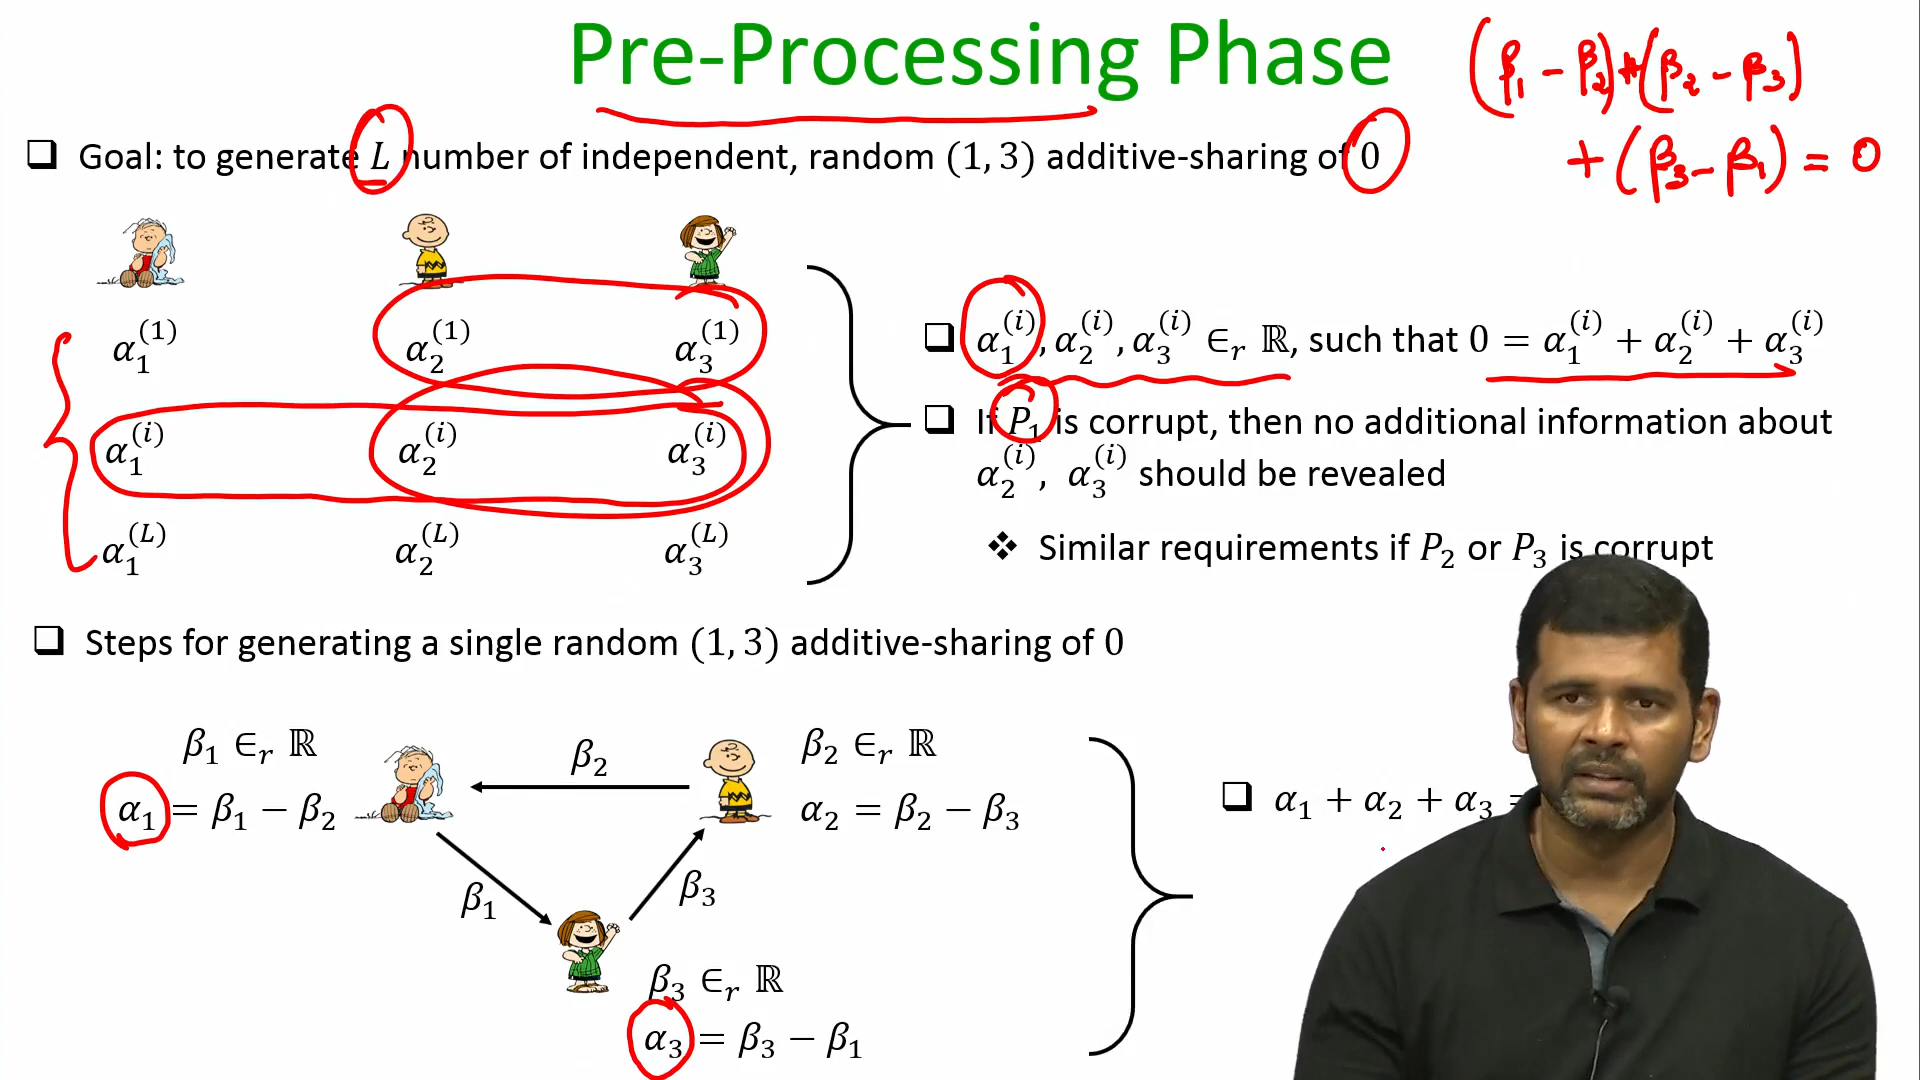 Pre-Processing Phase
(β₁ − β₂) + (β₂ − β₃)
+ (β₃ − β₁) = 0
❑ Goal: to generate L number of independent, random (1, 3) additive-sharing of 0
α₁⁽¹⁾ α₂⁽¹⁾ α₃⁽¹⁾
α₁⁽ⁱ⁾ α₂⁽ⁱ⁾ α₃⁽ⁱ⁾
α₁⁽ᴸ⁾ α₂⁽ᴸ⁾ α₃⁽ᴸ⁾
❑ α₁⁽ⁱ⁾, α₂⁽ⁱ⁾, α₃⁽ⁱ⁾ ∈ᵣ ℝ, such that 0 = α₁⁽ⁱ⁾ + α₂⁽ⁱ⁾ + α₃⁽ⁱ⁾
❑ If P₁ is corrupt, then no additional information about
α₂⁽ⁱ⁾, α₃⁽ⁱ⁾ should be revealed
❖ Similar requirements if P₂ or P₃ is corrupt
❑ Steps for generating a single random (1, 3) additive-sharing of 0
β₁ ∈ᵣ ℝ
α₁ = β₁ − β₂
β₂
β₂ ∈ᵣ ℝ
α₂ = β₂ − β₃
β₁
β₃
β₃ ∈ᵣ ℝ
α₃ = β₃ − β₁
❑ α₁ + α₂ + α₃ =